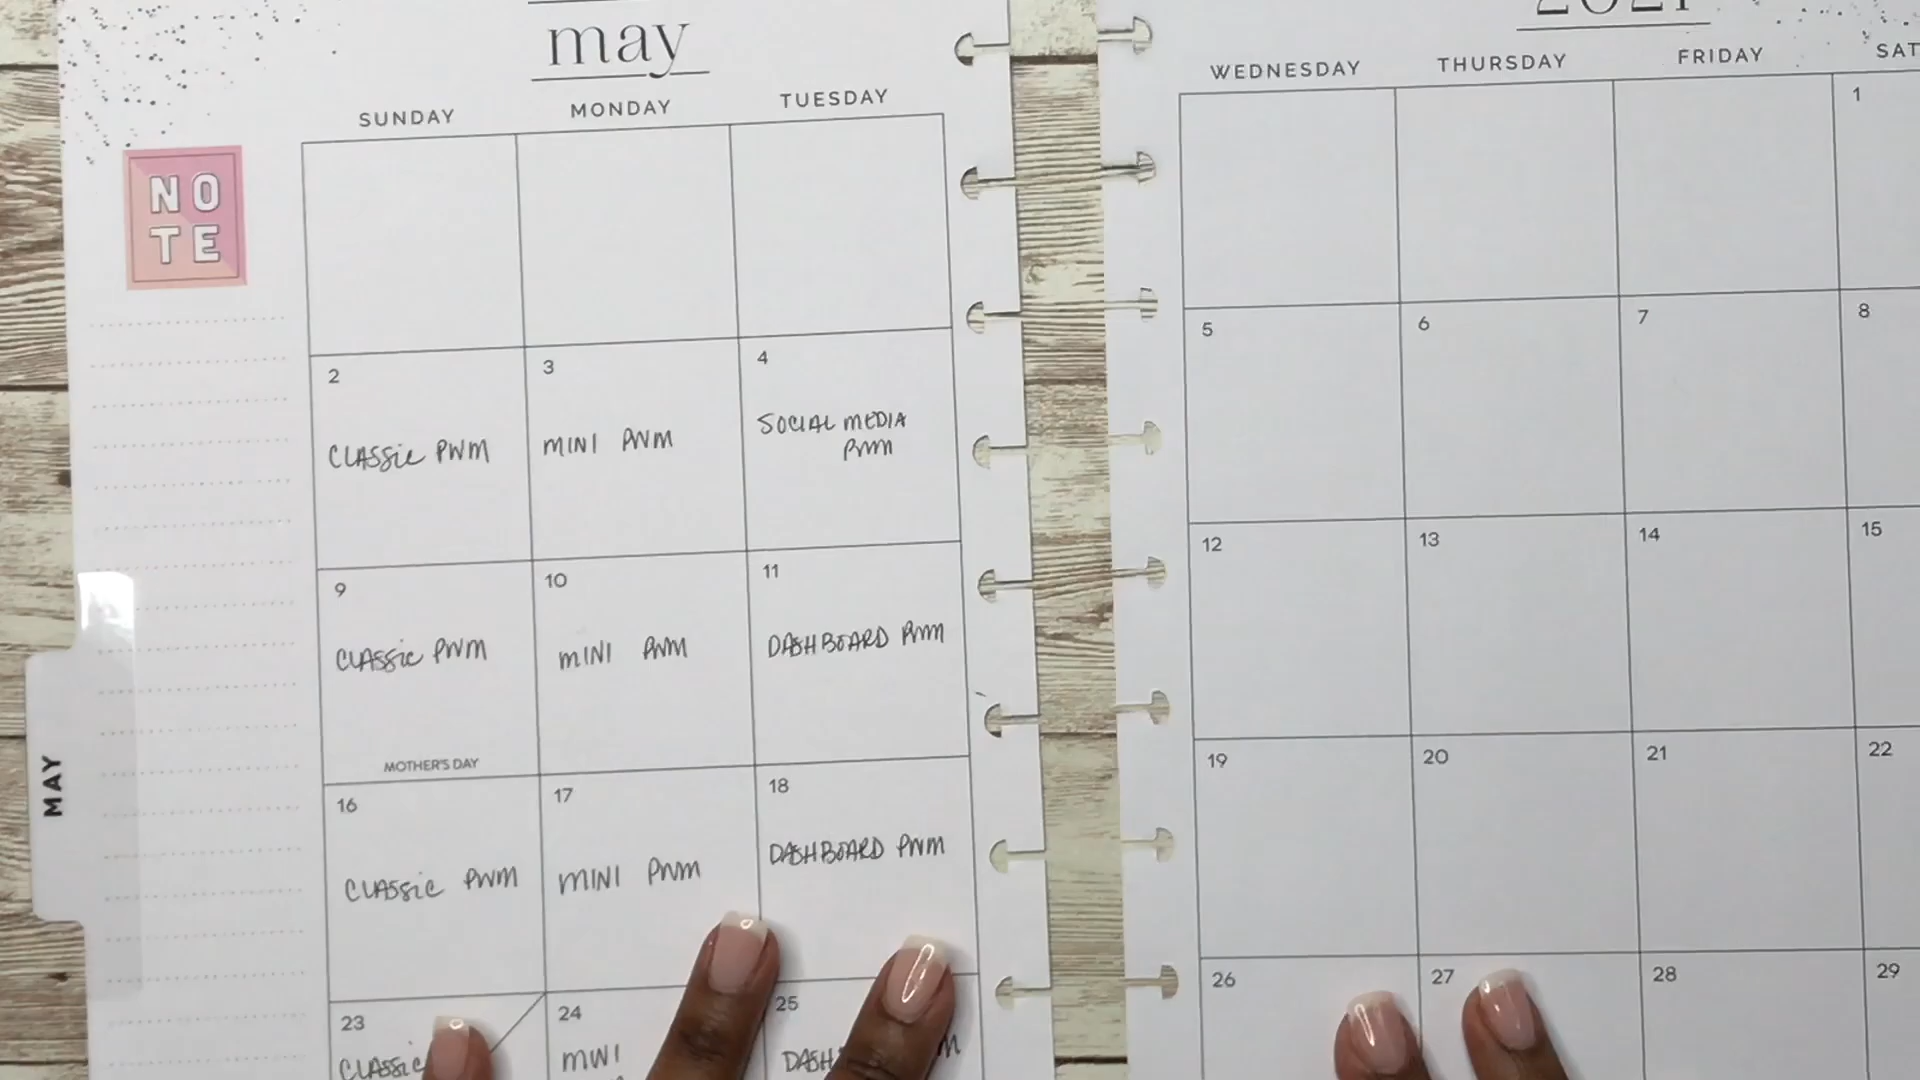 may
2021
SUNDAY
MONDAY
TUESDAY
WEDNESDAY
THURSDAY
FRIDAY
SAT
NO
TE
1
2
CLASSic PWM
3
MINI PWM
4
SOCIAL MEDIA
PWM
5
6
7
8
9
CLASSic PWM
MOTHER'S DAY
10
MINI PWM
11
DASHBOARD PWM
12
13
14
15
16
CLASSic PWM
17
MINI PWM
18
DASHBOARD PWM
19
20
21
22
23
CLASSic
24
MINI
25
DASH
26
27
28
29
MAY